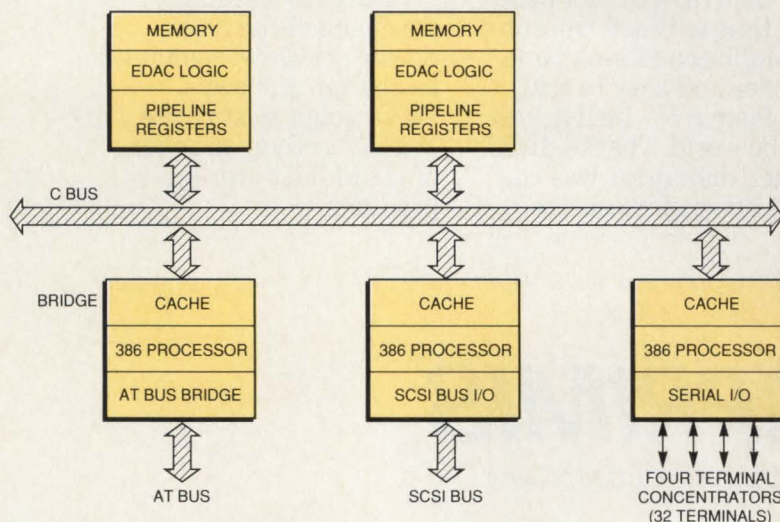 MEMORY
EDAC LOGIC
PIPELINE
REGISTERS
MEMORY
EDAC LOGIC
PIPELINE
REGISTERS
C BUS
BRIDGE
CACHE
386 PROCESSOR
AT BUS BRIDGE
CACHE
386 PROCESSOR
SCSI BUS I/O
CACHE
386 PROCESSOR
SERIAL I/O
AT BUS
SCSI BUS
FOUR TERMINAL
CONCENTRATORS
(32 TERMINALS)